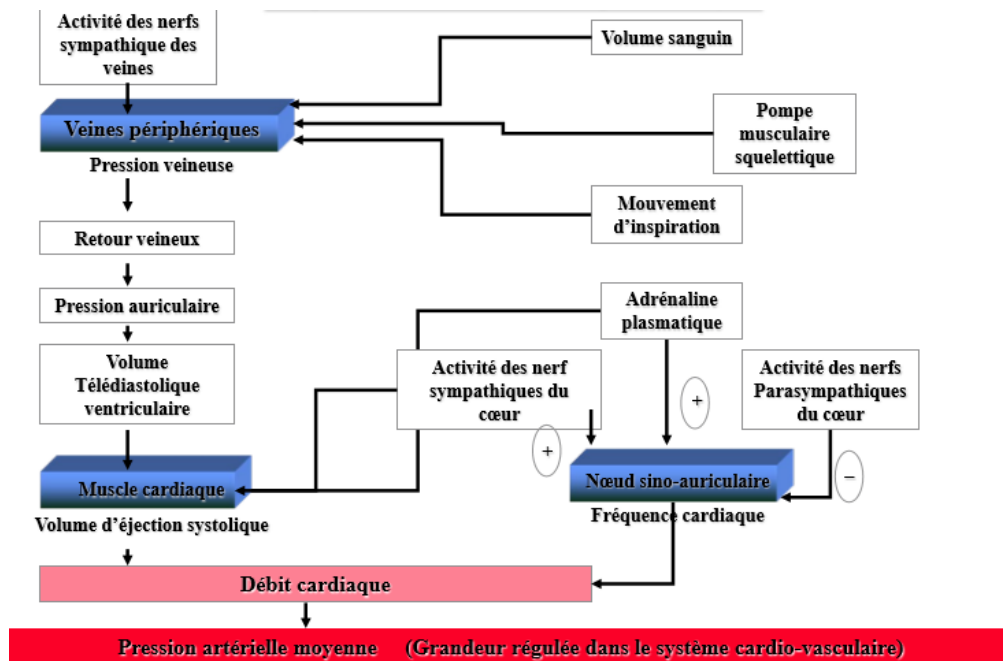 Activité des nerfs
sympathique des
veines
Volume sanguin
Veines périphériques
Pression veineuse
Pompe
musculaire
squelettique
Mouvement
d’inspiration
Retour veineux
Pression auriculaire
Adrénaline
plasmatique
Volume
Télédiastolique
ventriculaire
Activité des nerf
sympathiques du
cœur
Activité des nerfs
Parasympathiques
du cœur
+
+
−
Muscle cardiaque
Volume d’éjection systolique
Nœud sino-auriculaire
Fréquence cardiaque
Débit cardiaque
Pression artérielle moyenne (Grandeur régulée dans le système cardio-vasculaire)